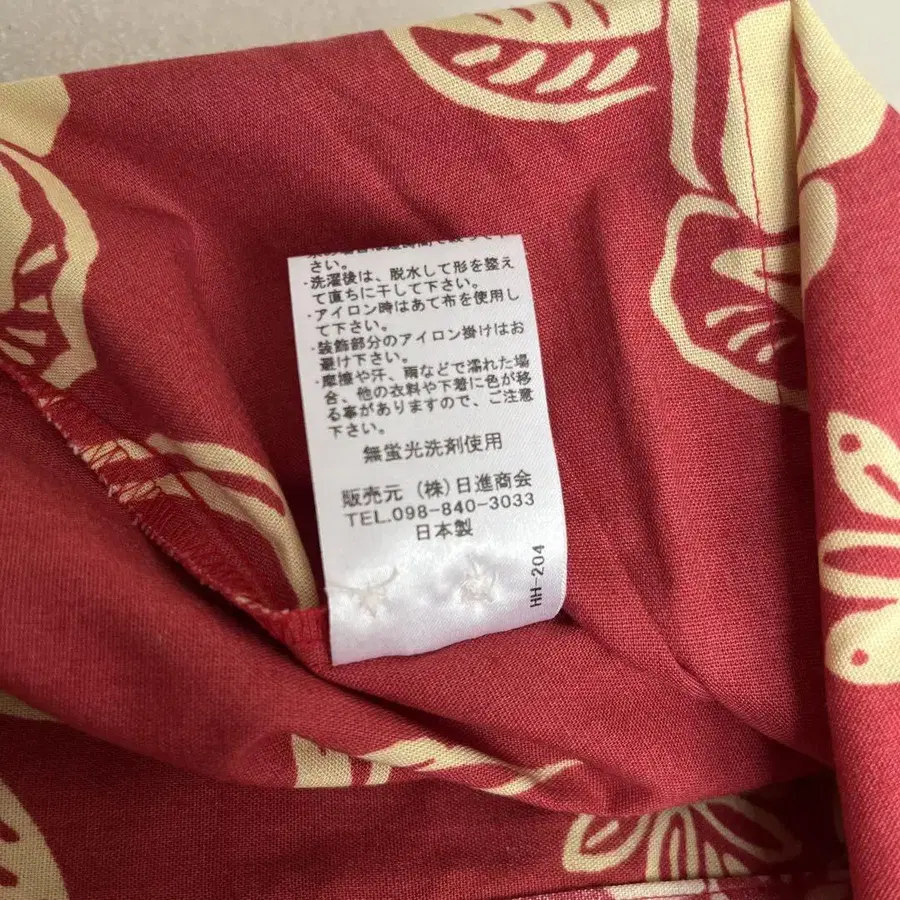 さい。
・洗濯後は、脱水して形を整え
て直ちに干して下さい。
・アイロン時はあて布を使用し
て下さい。
・装飾部分のアイロン掛けはお
避け下さい。
・摩擦や汗、雨などで濡れた場
合、他の衣料や下着に色が移
る事がありますので、ご注意
下さい。
無蛍光洗剤使用
販売元 (株)日進商会
TEL.098-840-3033
日本製
HH-204